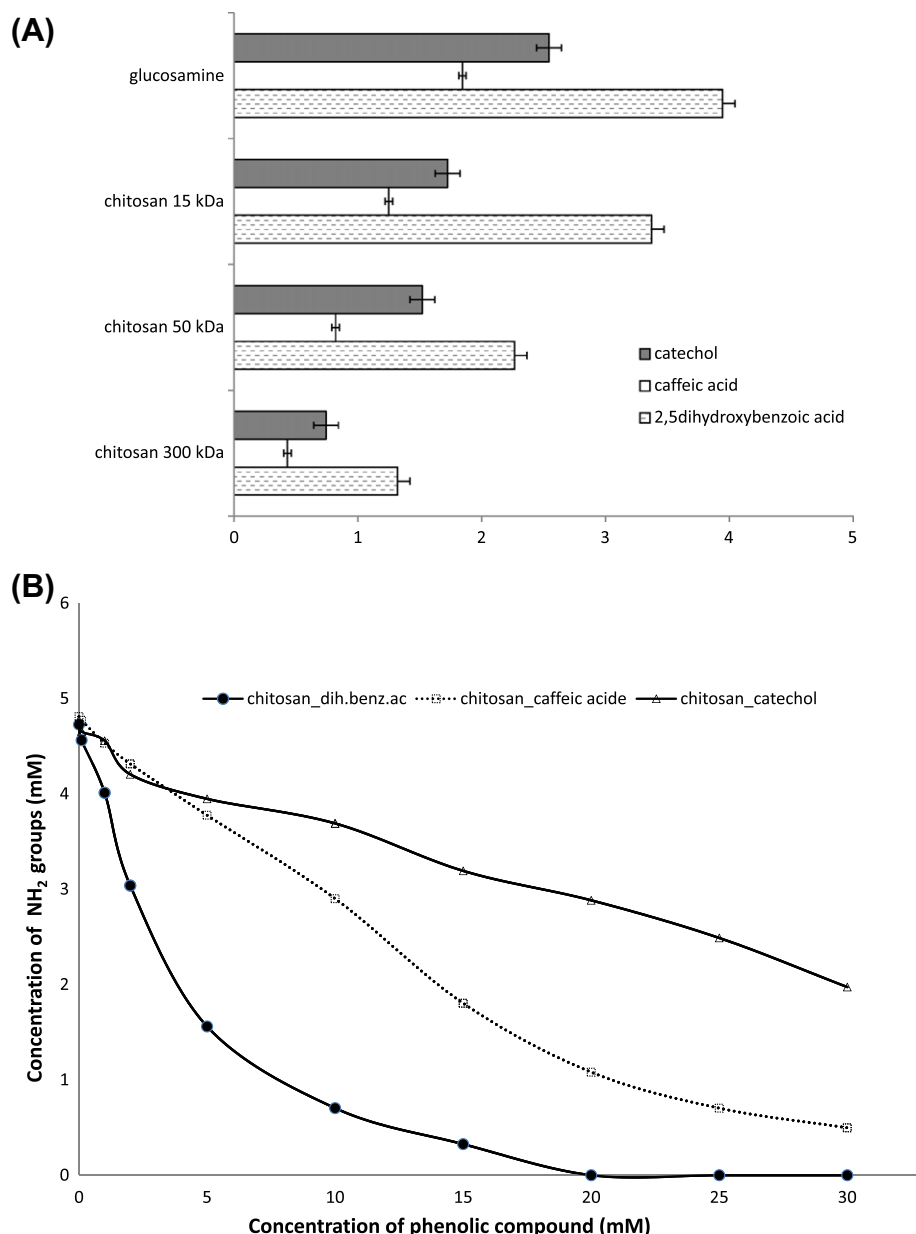 (A)
glucosamine
chitosan 15 kDa
chitosan 50 kDa
chitosan 300 kDa
catechol
caffeic acid
2,5dihydroxybenzoic acid
0 1 2 3 4 5
(B)
6
5
4
3
2
1
0
chitosan_dih.benz.ac chitosan_caffeic acide chitosan_catechol
Concentration of NH₂ groups (mM)
0 5 10 15 20 25 30
Concentration of phenolic compound (mM)